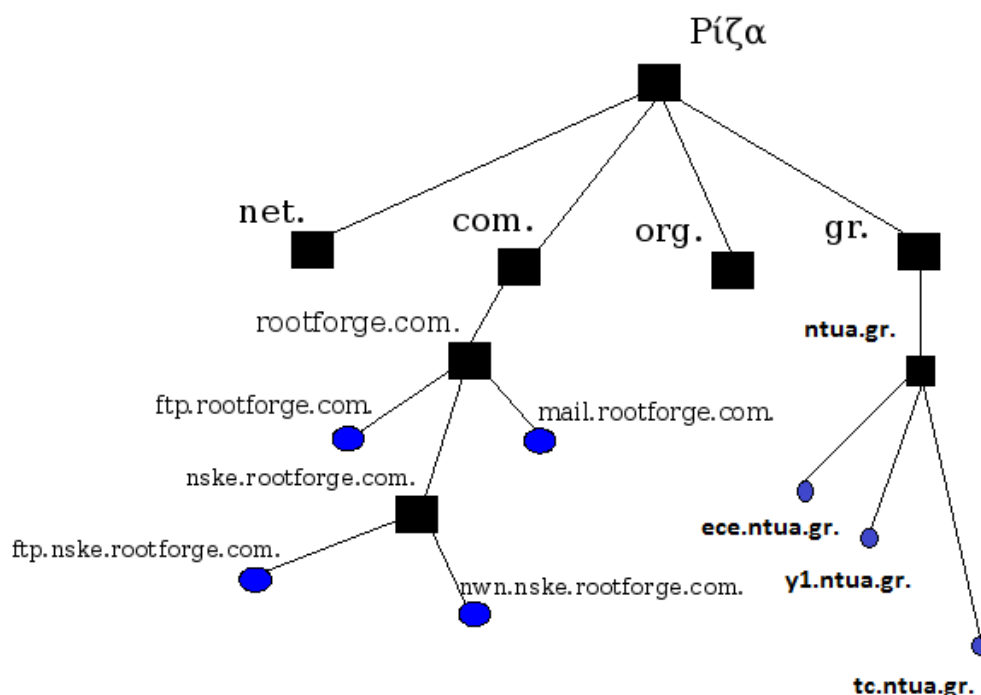 Ρίζα
net.
com.
org.
gr.
rootforge.com.
ntua.gr.
ftp.rootforge.com.
mail.rootforge.com.
nske.rootforge.com.
ece.ntua.gr.
ftp.nske.rootforge.com.
y1.ntua.gr.
nwn.nske.rootforge.com.
tc.ntua.gr.